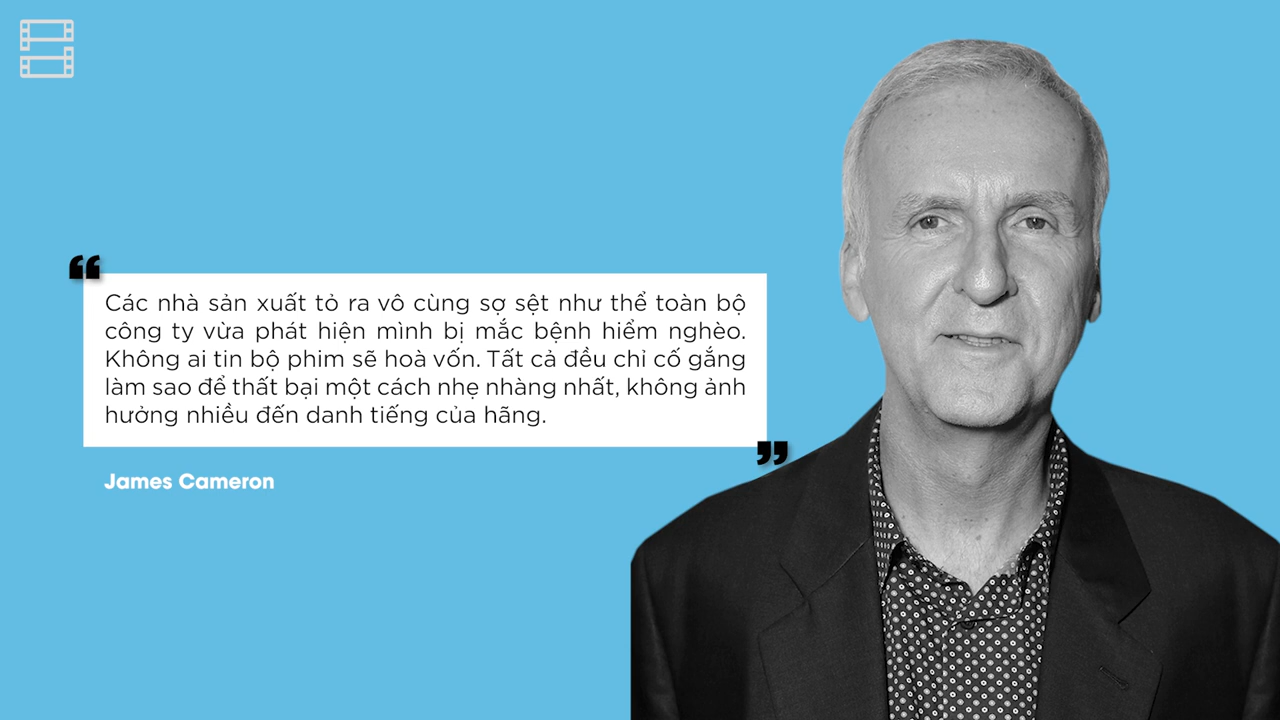 “
Các nhà sản xuất tỏ ra vô cùng sợ sệt như thể toàn bộ
công ty vừa phát hiện mình bị mắc bệnh hiểm nghèo.
Không ai tin bộ phim sẽ hoà vốn. Tất cả đều chỉ cố gắng
làm sao để thất bại một cách nhẹ nhàng nhất, không ảnh
hưởng nhiều đến danh tiếng của hãng.
”
James Cameron